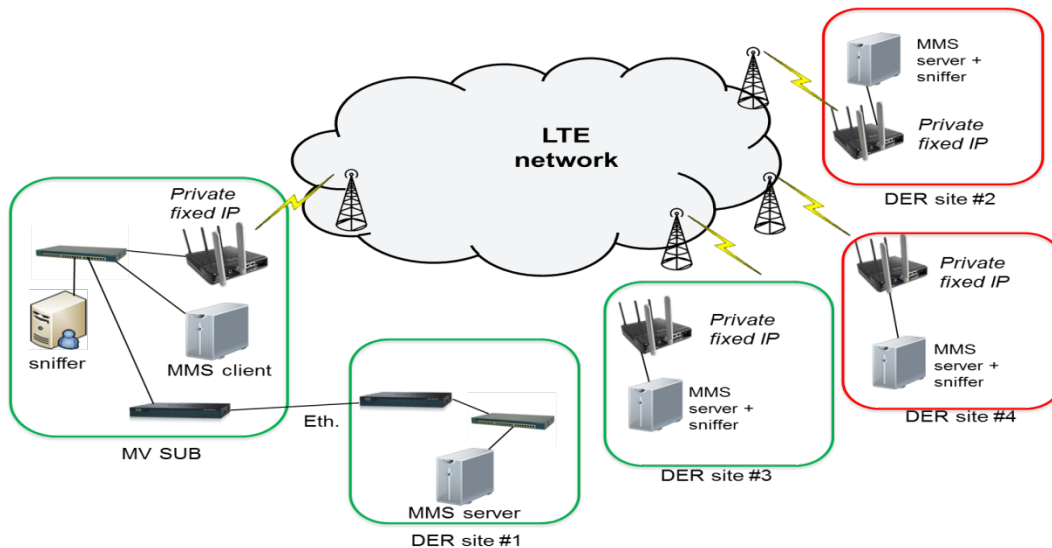 LTE
network
MMS
server +
sniffer
Private
fixed IP
DER site #2
Private
fixed IP
sniffer
MMS client
MV SUB
Eth.
MMS server
DER site #1
Private
fixed IP
MMS
server +
sniffer
DER site #3
Private
fixed IP
MMS
server +
sniffer
DER site #4